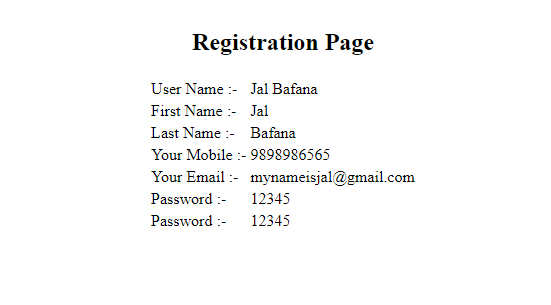 Registration Page
User Name :- Jal Bafana
First Name :- Jal
Last Name :- Bafana
Your Mobile :- 9898986565
Your Email :- mynameisjal@gmail.com
Password :- 12345
Password :- 12345